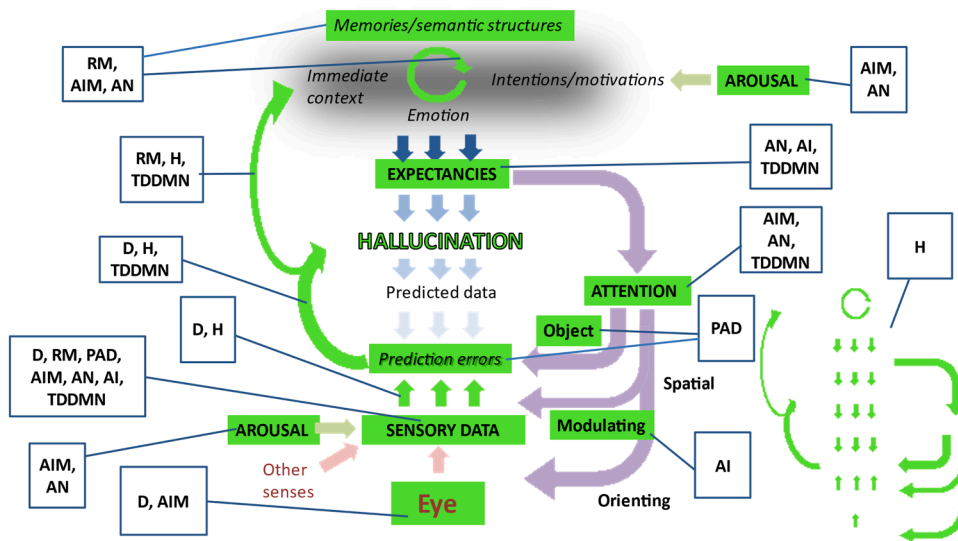 Memories/semantic structures
RM,
AIM, AN
Immediate
context
Intentions/motivations
Emotion
AROUSAL
AIM,
AN
RM, H,
TDDMN
EXPECTANCIES
AN, AI,
TDDMN
HALLUCINATION
D, H,
TDDMN
AIM,
AN,
TDDMN
H
Predicted data
ATTENTION
D, H
Object
PAD
Prediction errors
D, RM, PAD,
AIM, AN, AI,
TDDMN
Spatial
AROUSAL
SENSORY DATA
Modulating
AIM,
AN
Other
senses
AI
D, AIM
Eye
Orienting